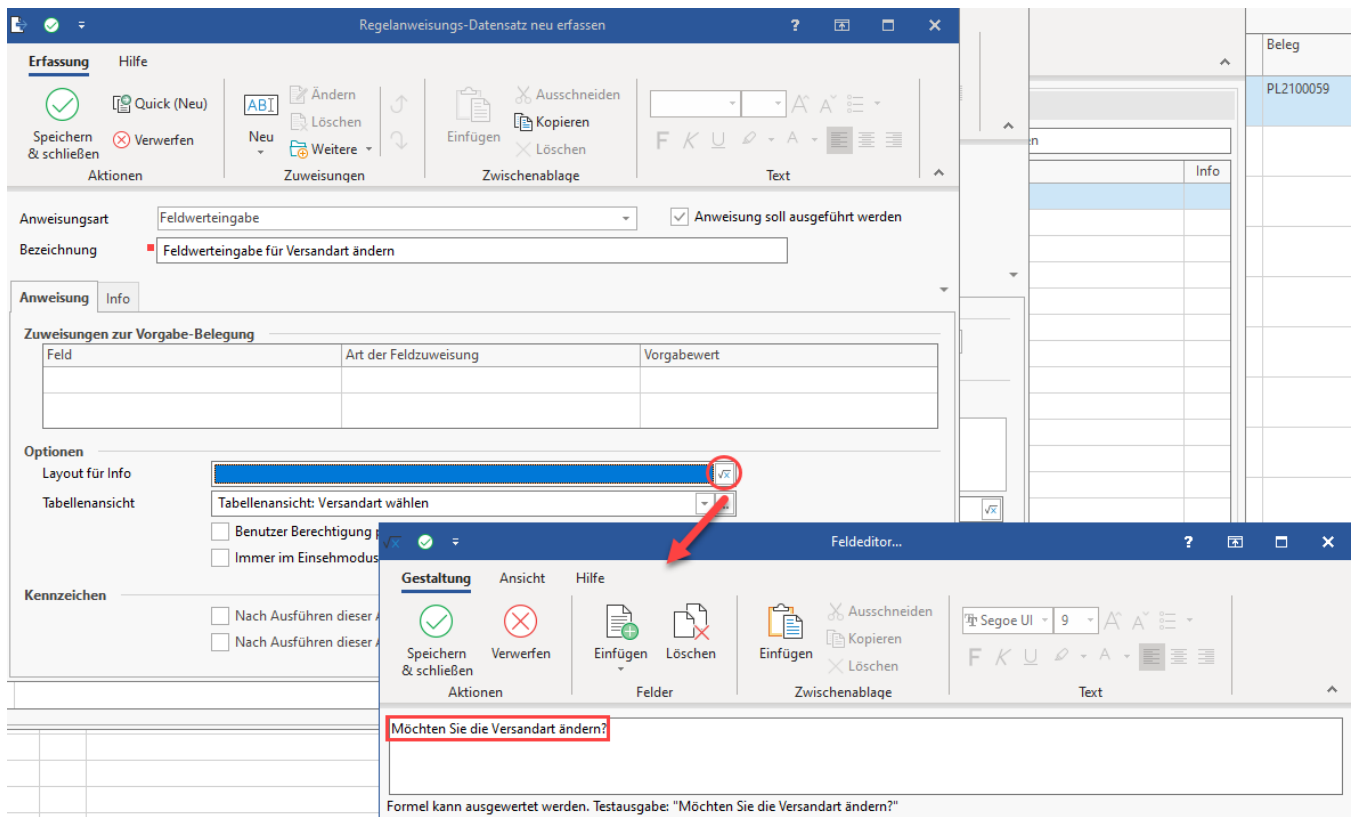 Regelanweisungs-Datensatz neu erfassen
?
Beleg
PL2100059
Erfassung Hilfe
Speichern & schließen
Quick (Neu)
Verwerfen
Aktionen
ABI
Neu
Ändern
Löschen
Weitere
Zuweisungen
Einfügen
Ausschneiden
Kopieren
Löschen
Zwischenablage
F K U A
A A
Text
en
Info
Anweisungsart Feldwerteingabe Anweisung soll ausgeführt werden
Bezeichnung Feldwerteingabe für Versandart ändern
Anweisung Info
Zuweisungen zur Vorgabe-Belegung
Feld Art der Feldzuweisung Vorgabewert
Optionen
Layout für Info
Tabellenansicht Tabellenansicht: Versandart wählen
Benutzer Berechtigung
Immer im Einsehmodus
Kennzeichen
Nach Ausführen dieser
Nach Ausführen dieser
Feldeditor...
?
Gestaltung Ansicht Hilfe
Speichern & schließen
Verwerfen
Aktionen
Einfügen
Löschen
Felder
Einfügen
Ausschneiden
Kopieren
Löschen
Zwischenablage
Segoe UI 9 A A
F K U A
Text
Möchten Sie die Versandart ändern?
Formel kann ausgewertet werden. Testausgabe: "Möchten Sie die Versandart ändern?"